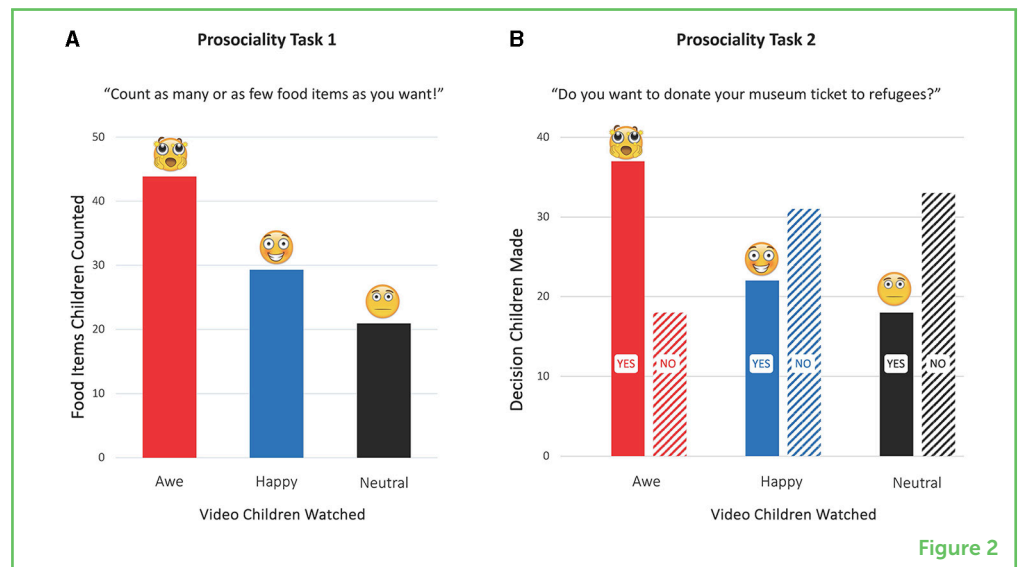 A
Prosociality Task 1
“Count as many or as few food items as you want!”
50
40
30
20
10
0
Food Items Children Counted
Awe
Happy
Neutral
Video Children Watched
B
Prosociality Task 2
“Do you want to donate your museum ticket to refugees?”
40
30
20
10
0
Decision Children Made
YES
NO
YES
NO
YES
NO
Awe
Happy
Neutral
Video Children Watched
Figure 2